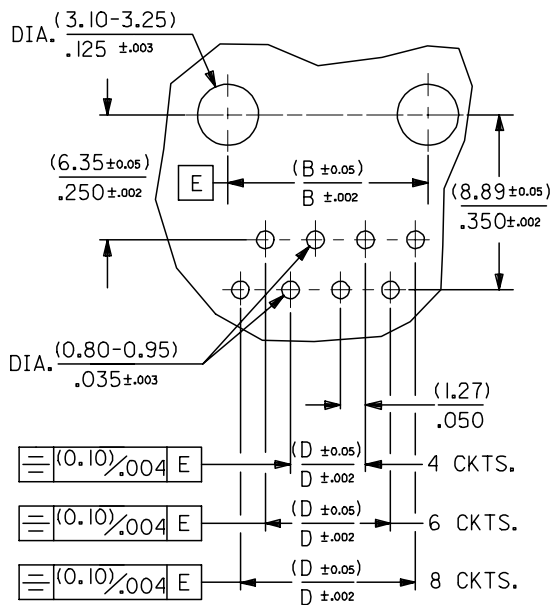 (3.10-3.25)
DIA.
.125 ±.003
(6.35±0.05)
.250±.002
E
(B ±0.05)
B ±.002
(8.89±0.05)
.350±.002
DIA. (0.80-0.95)
.035±.003
(1.27)
.050
(0.10)/.004 E (D ±0.05) 4 CKTS.
D ±.002
(0.10)/.004 E (D ±0.05) 6 CKTS.
D ±.002
(0.10)/.004 E (D ±0.05) 8 CKTS.
D ±.002